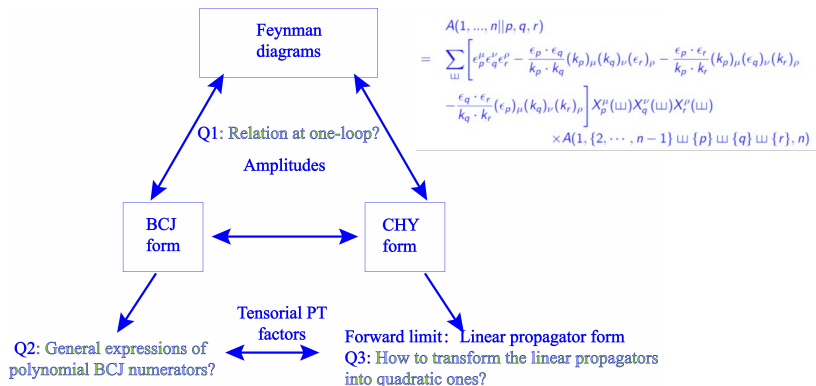 Feynman
diagrams
A(1, ..., n||p, q, r)
= ∑_Ш [ϵ_p^μ ϵ_q^ν ϵ_r^ρ − (ϵ_p · ϵ_q)/(k_p · k_q) (k_p)_μ (k_q)_ν (ϵ_r)_ρ − (ϵ_p · ϵ_r)/(k_p · k_r) (k_p)_μ (ϵ_q)_ν (k_r)_ρ
− (ϵ_q · ϵ_r)/(k_q · k_r) (ϵ_p)_μ (k_q)_ν (k_r)_ρ] X_p^μ(Ш) X_q^ν(Ш) X_r^ρ(Ш)
×A(1, {2, ⋯ , n − 1} Ш {p} Ш {q} Ш {r}, n)
Q1: Relation at one-loop?
Amplitudes
BCJ
form
CHY
form
Tensorial PT
factors
Q2: General expressions of
polynomial BCJ numerators?
Forward limit: Linear propagator form
Q3: How to transform the linear propagators
into quadratic ones?